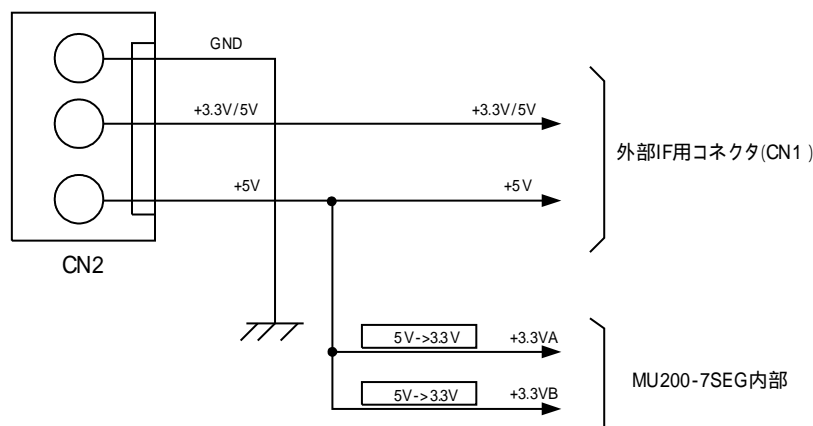 GND
+3.3V/5V
+3.3V/5V
外部IF用コネクタ(CN1 )
+5V
+5V
CN2
5V->3.3V
+3.3VA
MU200-7SEG内部
5V->3.3V
+3.3VB